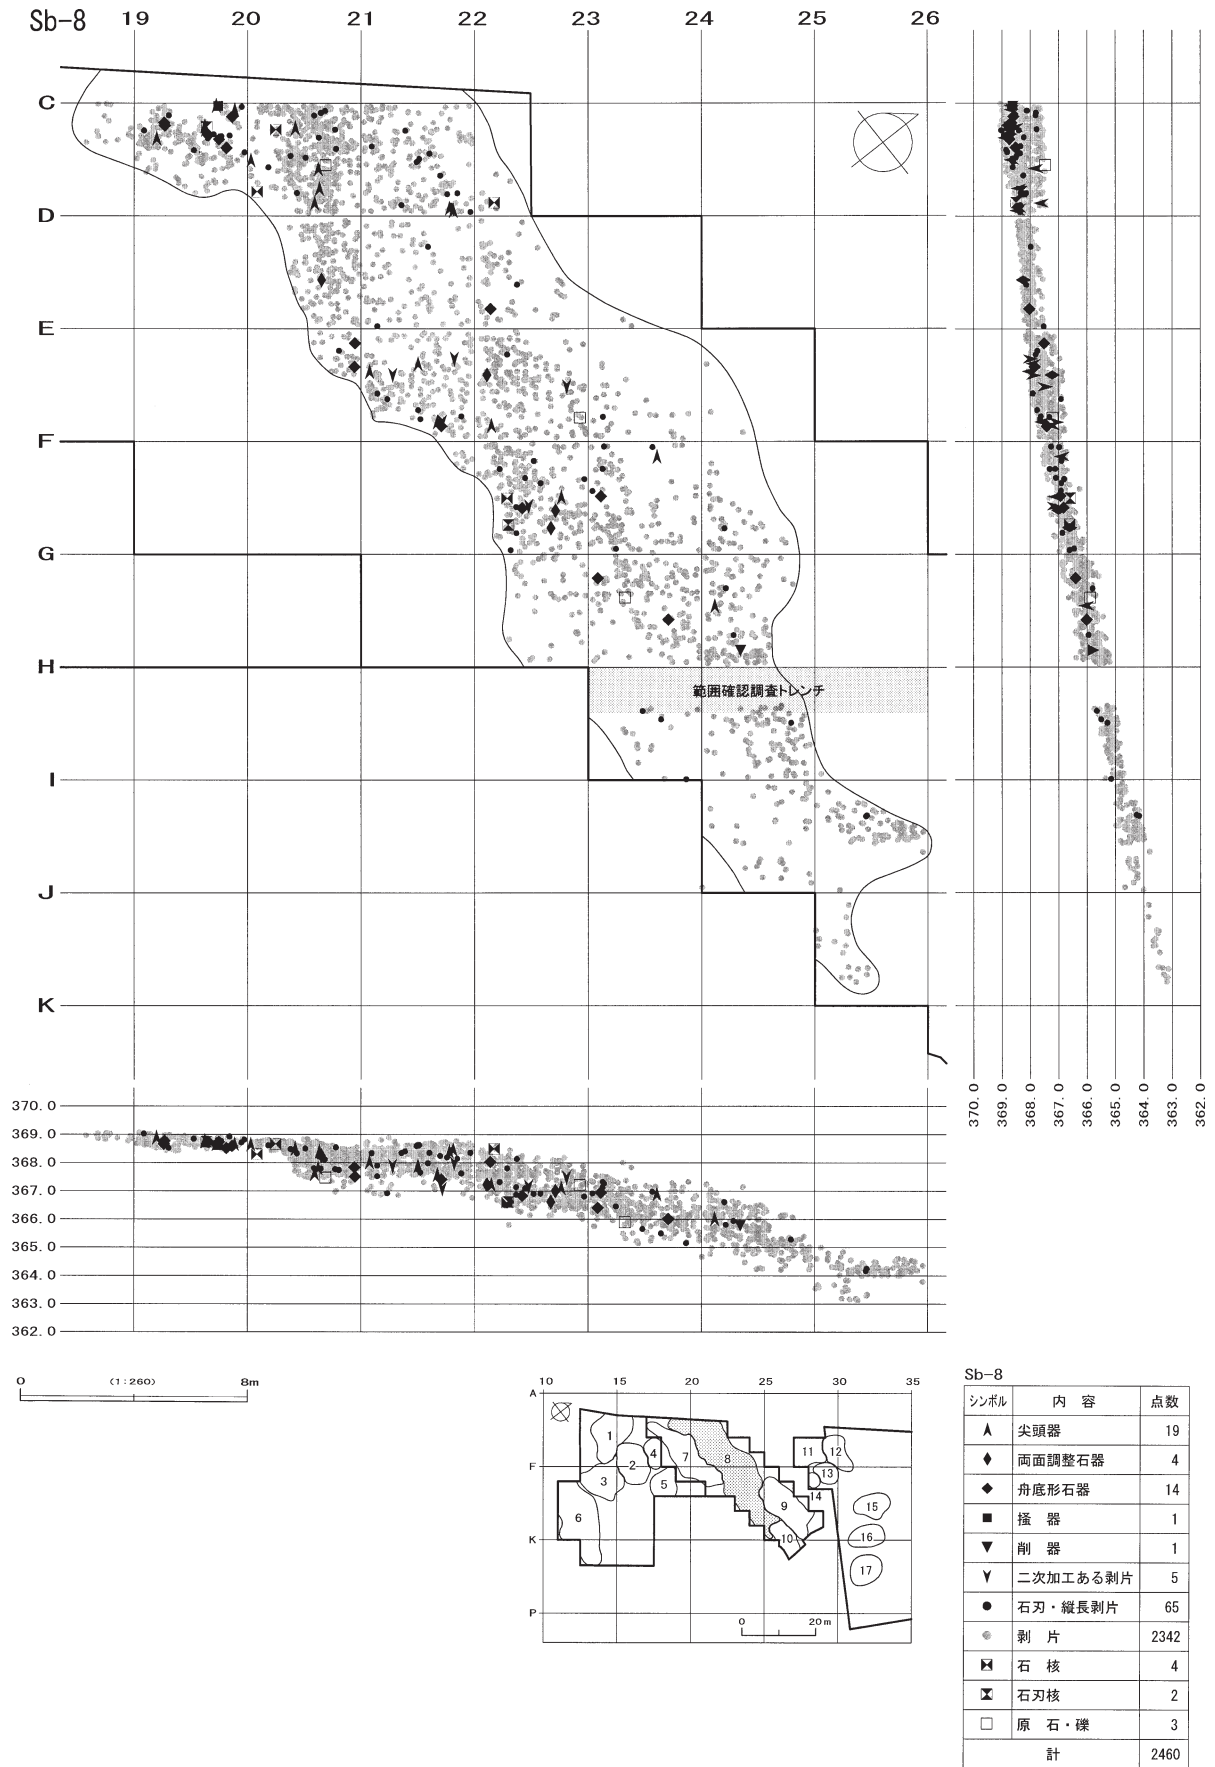 Sb-8
19 20 21 22 23 24 25 26
C
D
E
F
G
H
範囲確認調査トレンチ
I
J
K
370.0 369.0 368.0 367.0 366.0 365.0 364.0 363.0 362.0
370.0
369.0
368.0
367.0
366.0
365.0
364.0
363.0
362.0
0 (1:260) 8m
10 15 20 25 30 35
A
F
K
P
1
2
3
4
5
6
7
8
9
10
11
12
13
14
15
16
17
0 20m
Sb-8
シンボル 内 容 点数
尖頭器 19
両面調整石器 4
舟底形石器 14
掻 器 1
削 器 1
二次加工ある剥片 5
石刃・縦長剥片 65
剥 片 2342
石 核 4
石刃核 2
原 石・礫 3
計 2460